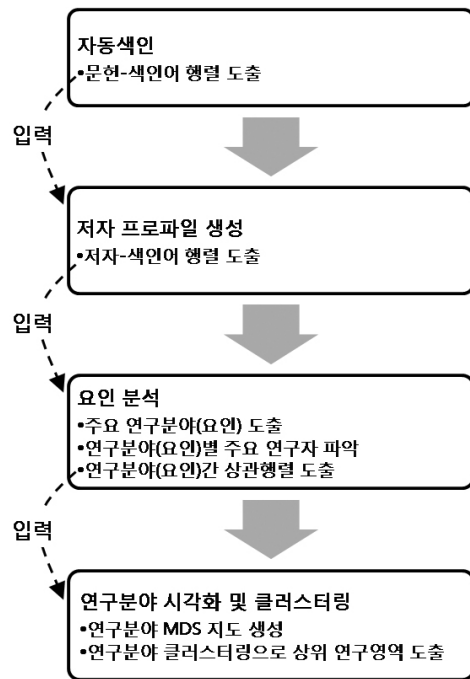 자동색인
•문헌-색인어 행렬 도출
입력
저자 프로파일 생성
•저자-색인어 행렬 도출
입력
요인 분석
•주요 연구분야(요인) 도출
•연구분야(요인)별 주요 연구자 파악
•연구분야(요인)간 상관행렬 도출
입력
연구분야 시각화 및 클러스터링
•연구분야 MDS 지도 생성
•연구분야 클러스터링으로 상위 연구영역 도출